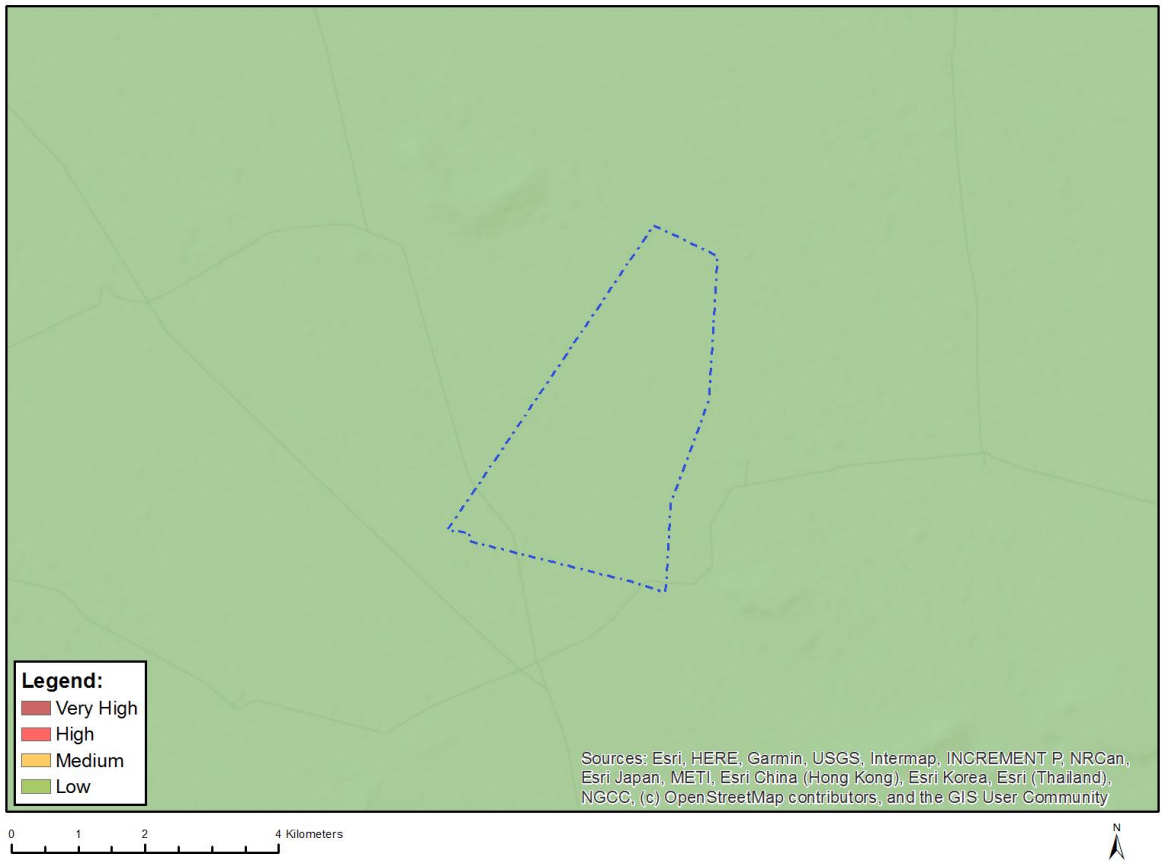 Legend:
Very High
High
Medium
Low
Sources: Esri, HERE, Garmin, USGS, Intermap, INCREMENT P, NRCan,
Esri Japan, METI, Esri China (Hong Kong), Esri Korea, Esri (Thailand),
NGCC, (c) OpenStreetMap contributors, and the GIS User Community
0 1 2 4 Kilometers
N